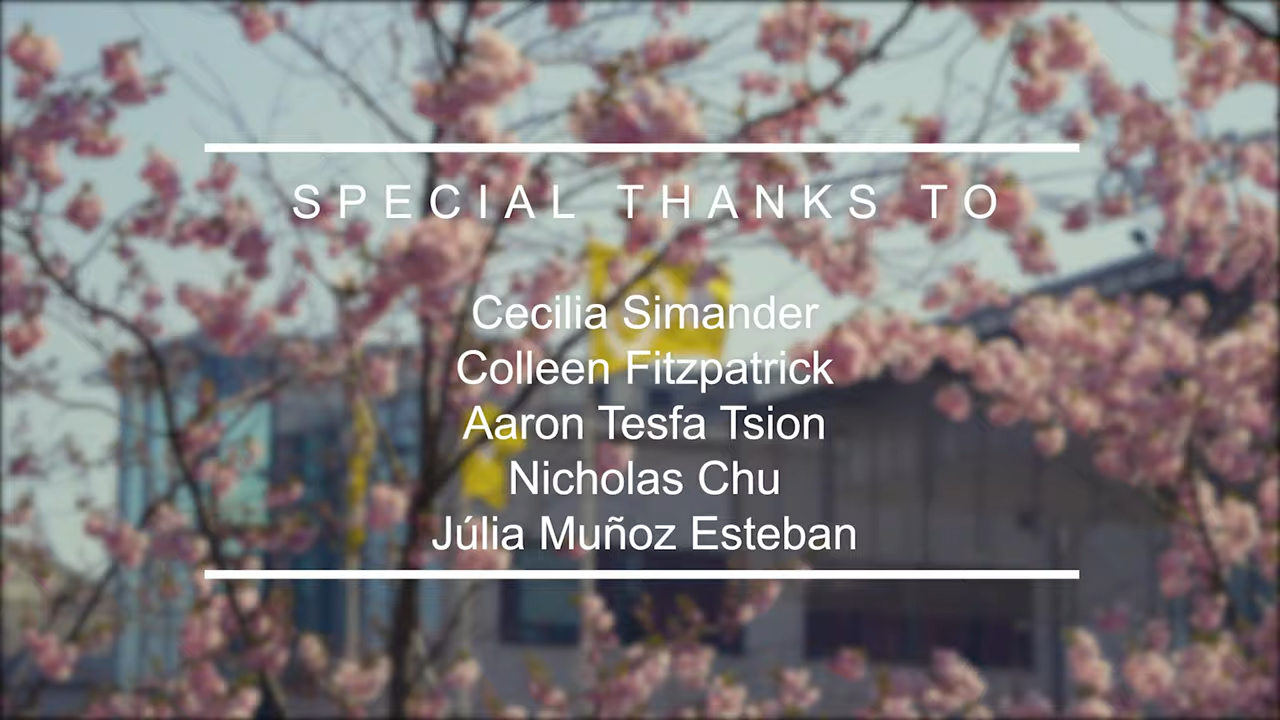 SPECIAL THANKS TO
Cecilia Simander
Colleen Fitzpatrick
Aaron Tesfa Tsion
Nicholas Chu
Júlia Muñoz Esteban